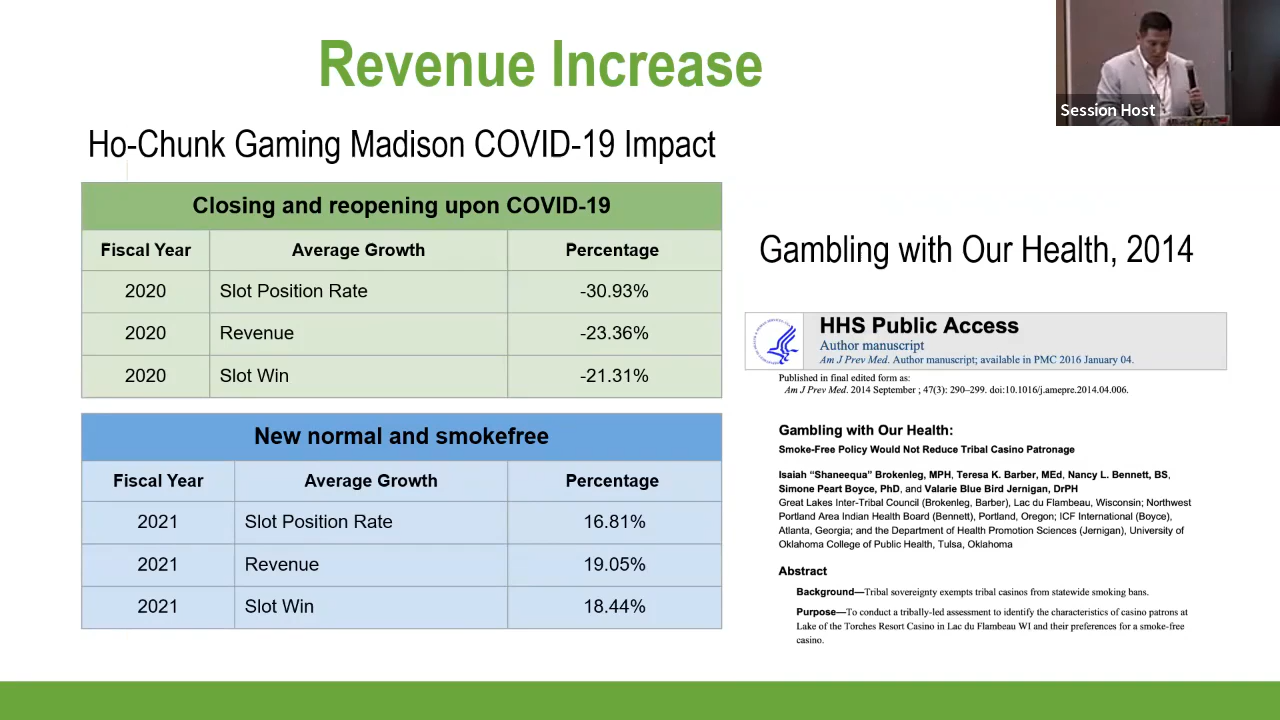 Revenue Increase
Session Host
Ho-Chunk Gaming Madison COVID-19 Impact
Closing and reopening upon COVID-19
Fiscal Year Average Growth Percentage
2020 Slot Position Rate -30.93%
2020 Revenue -23.36%
2020 Slot Win -21.31%
New normal and smokefree
Fiscal Year Average Growth Percentage
2021 Slot Position Rate 16.81%
2021 Revenue 19.05%
2021 Slot Win 18.44%
Gambling with Our Health, 2014
HHS Public Access
Author manuscript
Am J Prev Med. Author manuscript; available in PMC 2016 January 04.
Published in final edited form as:
Am J Prev Med. 2014 September ; 47(3): 290–299. doi:10.1016/j.amepre.2014.04.006.
Gambling with Our Health:
Smoke-Free Policy Would Not Reduce Tribal Casino Patronage
Isaiah “Shaneequa” Brokenleg, MPH, Teresa K. Barber, MEd, Nancy L. Bennett, BS,
Simone Peart Boyce, PhD, and Valarie Blue Bird Jernigan, DrPH
Great Lakes Inter-Tribal Council (Brokenleg, Barber), Lac du Flambeau, Wisconsin; Northwest
Portland Area Indian Health Board (Bennett), Portland, Oregon; ICF International (Boyce),
Atlanta, Georgia; and the Department of Health Promotion Sciences (Jernigan), University of
Oklahoma College of Public Health, Tulsa, Oklahoma
Abstract
Background—Tribal sovereignty exempts tribal casinos from statewide smoking bans.
Purpose—To conduct a tribally-led assessment to identify the characteristics of casino patrons at
Lake of the Torches Resort Casino in Lac du Flambeau WI and their preferences for a smoke-free
casino.